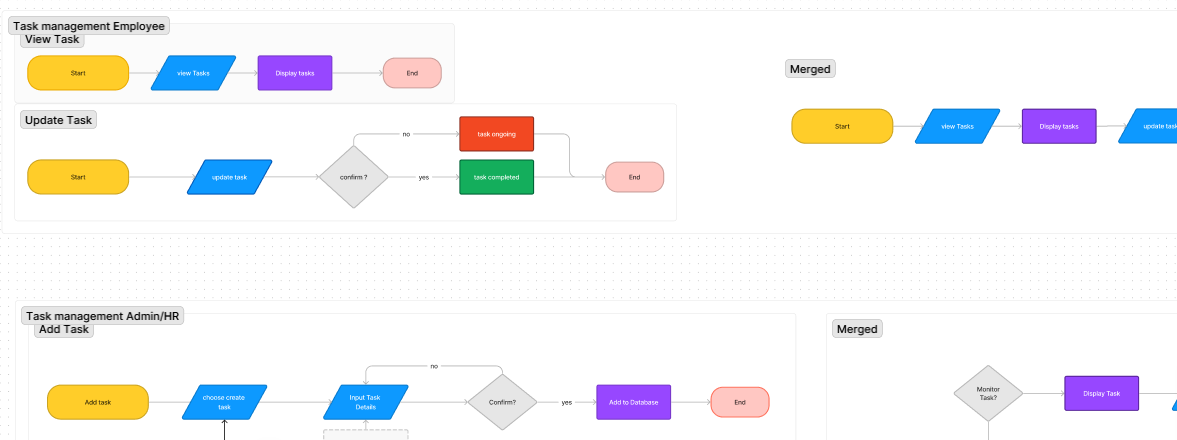 Task management Employee
View Task
Start
view Tasks
Display tasks
End
Merged
Start
view Tasks
Display tasks
update task
Update Task
no
task ongoing
Start
update task
confirm ?
yes
task completed
End
Task management Admin/HR
Add Task
no
Add task
choose create
task
Input Task
Details
Confirm?
yes
Add to Database
End
Merged
Monitor
Task?
Display Task